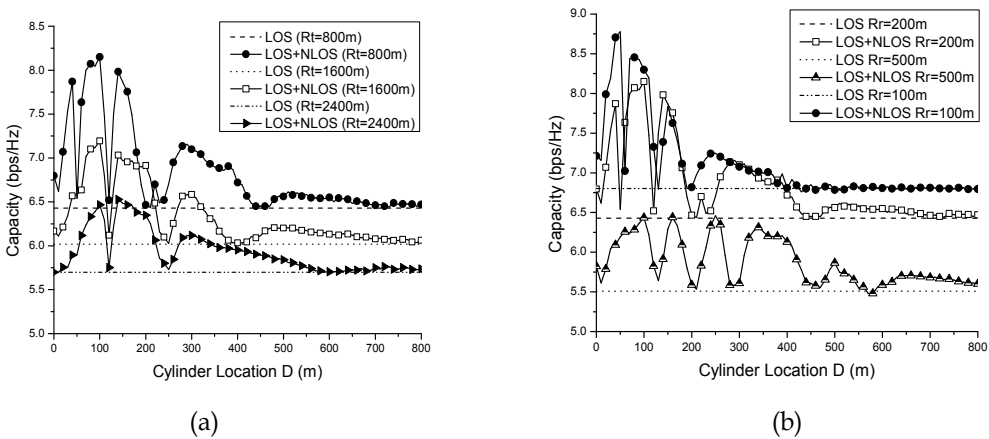 8.5
8.0
7.5
7.0
6.5
6.0
5.5
5.0
Capacity (bps/Hz)
0 100 200 300 400 500 600 700 800
Cylinder Location D (m)
LOS (Rt=800m)
LOS+NLOS (Rt=800m)
LOS (Rt=1600m)
LOS+NLOS (Rt=1600m)
LOS (Rt=2400m)
LOS+NLOS (Rt=2400m)
(a)
9.0
8.5
8.0
7.5
7.0
6.5
6.0
5.5
5.0
Capacity (bps/Hz)
0 100 200 300 400 500 600 700 800
Cylinder Location D (m)
LOS Rr=200m
LOS+NLOS Rr=200m
LOS Rr=500m
LOS+NLOS Rr=500m
LOS Rr=100m
LOS+NLOS Rr=100m
(b)